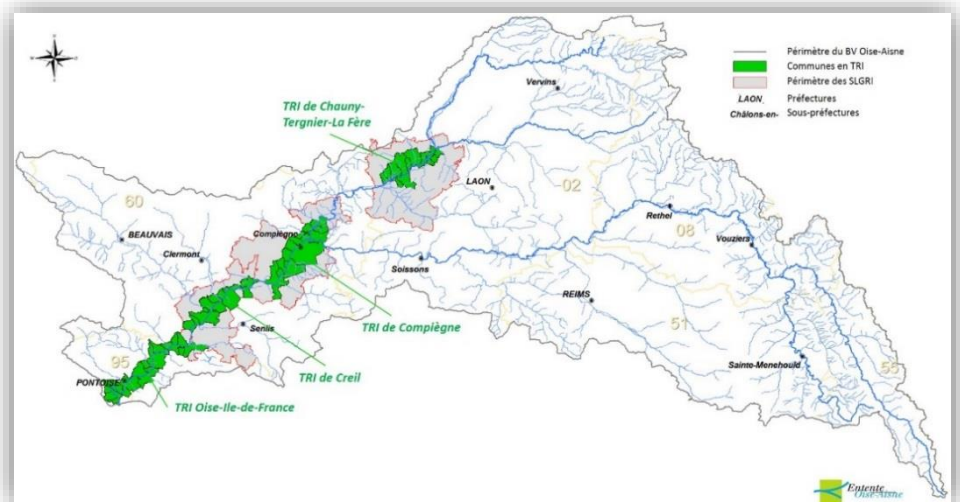 Périmètre du BV Oise-Aisne
Communes en TRI
Périmètre des SLGRI
LAON_ Préfectures
Châlons-en- Sous-préfectures
Vervins
TRI de Chauny-
Tergnier-La Fère
LAON
02
60
BEAUVAIS
Compiègne
Clermont
Rethel
08
Vouziers
Soissons
REIMS
Senlis
TRI de Compiègne
51
95
PONTOISE
TRI de Creil
Sainte-Menehould
55
TRI Oise-Ile-de-France
Entente
Oise-Aisne